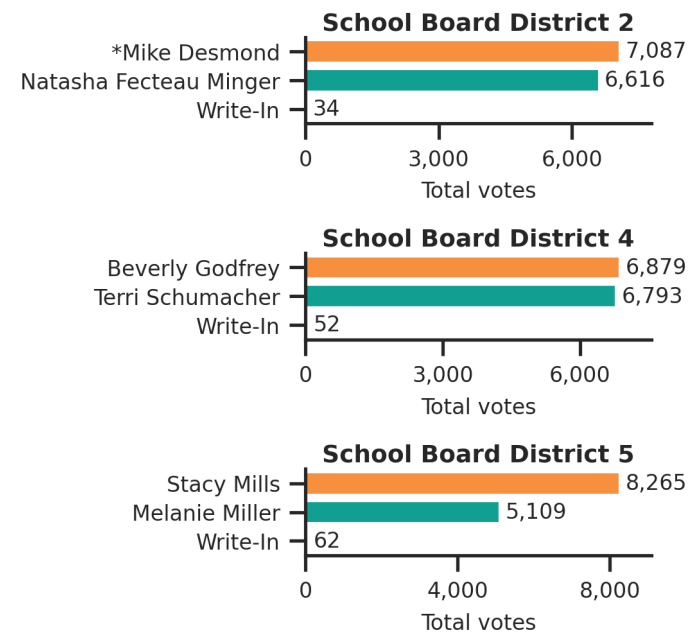 School Board District 2
*Mike Desmond 7,087
Natasha Fecteau Minger 6,616
Write-In 34
0 3,000 6,000
Total votes
School Board District 4
Beverly Godfrey 6,879
Terri Schumacher 6,793
Write-In 52
0 3,000 6,000
Total votes
School Board District 5
Stacy Mills 8,265
Melanie Miller 5,109
Write-In 62
0 4,000 8,000
Total votes